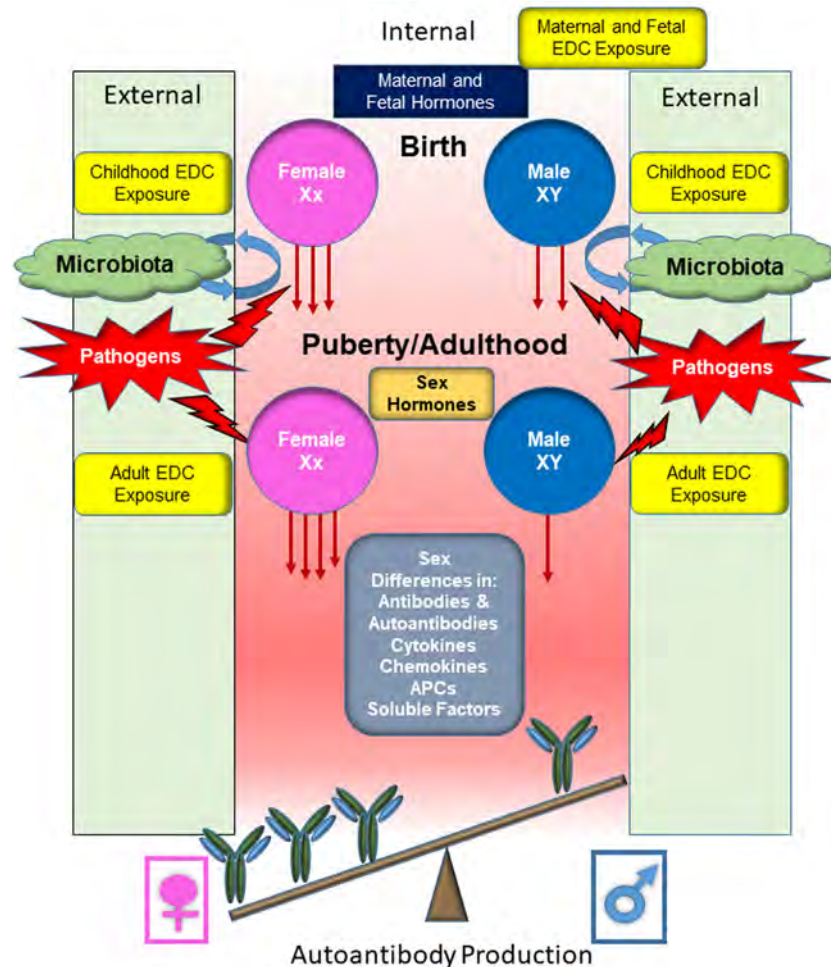 Internal
Maternal and Fetal
EDC Exposure
External
Maternal and
Fetal Hormones
External
Birth
Childhood EDC
Exposure
Female
Xx
Male
XY
Childhood EDC
Exposure
Microbiota
Microbiota
Puberty/Adulthood
Pathogens
Pathogens
Sex
Hormones
Female
Xx
Male
XY
Adult EDC
Exposure
Adult EDC
Exposure
Sex
Differences in:
Antibodies &
Autoantibodies
Cytokines
Chemokines
APCs
Soluble Factors
Autoantibody Production